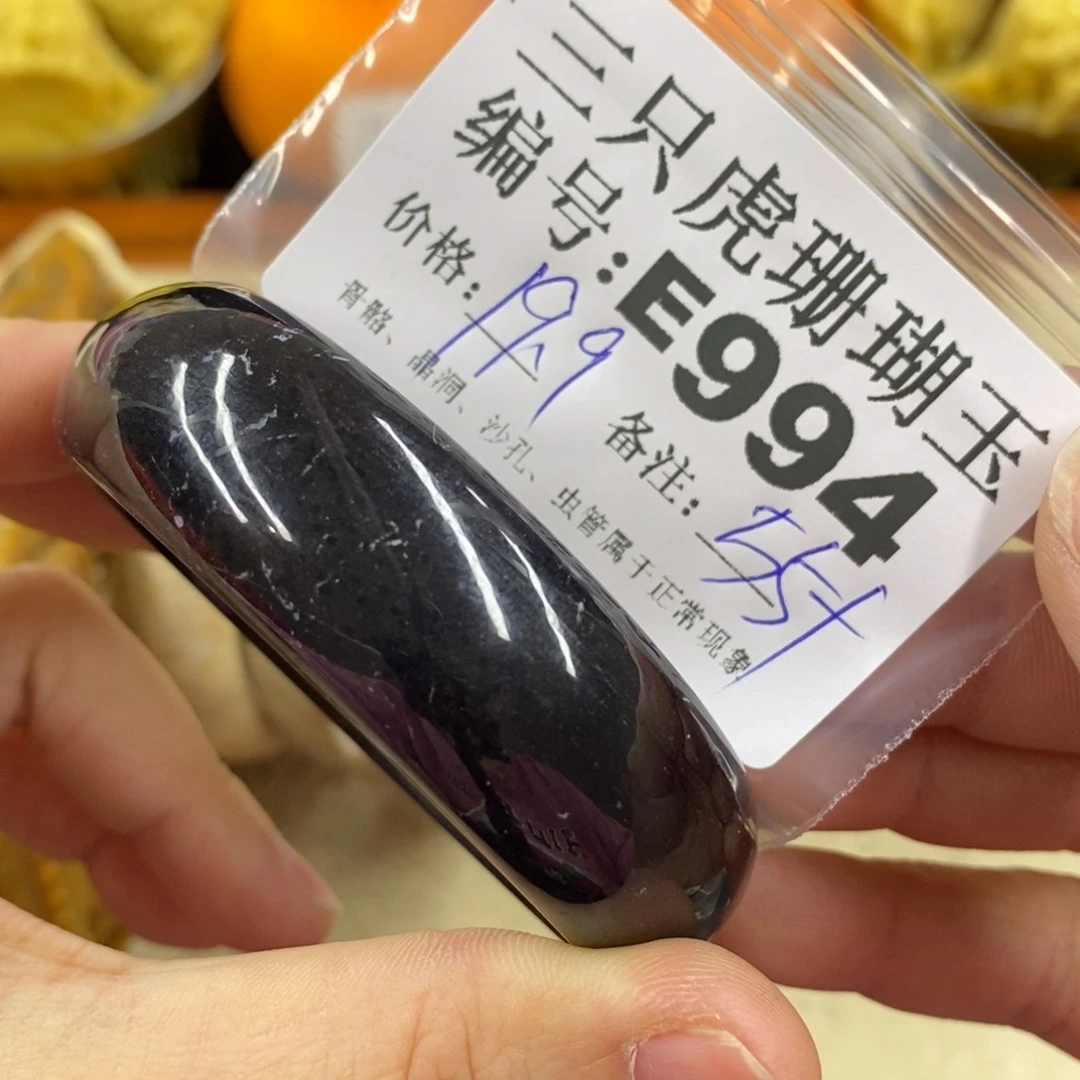 三只虎珊瑚玉
编号:E994
价格:199
备注:55+
骨骼、晶洞、沙孔、虫管属于正常现象